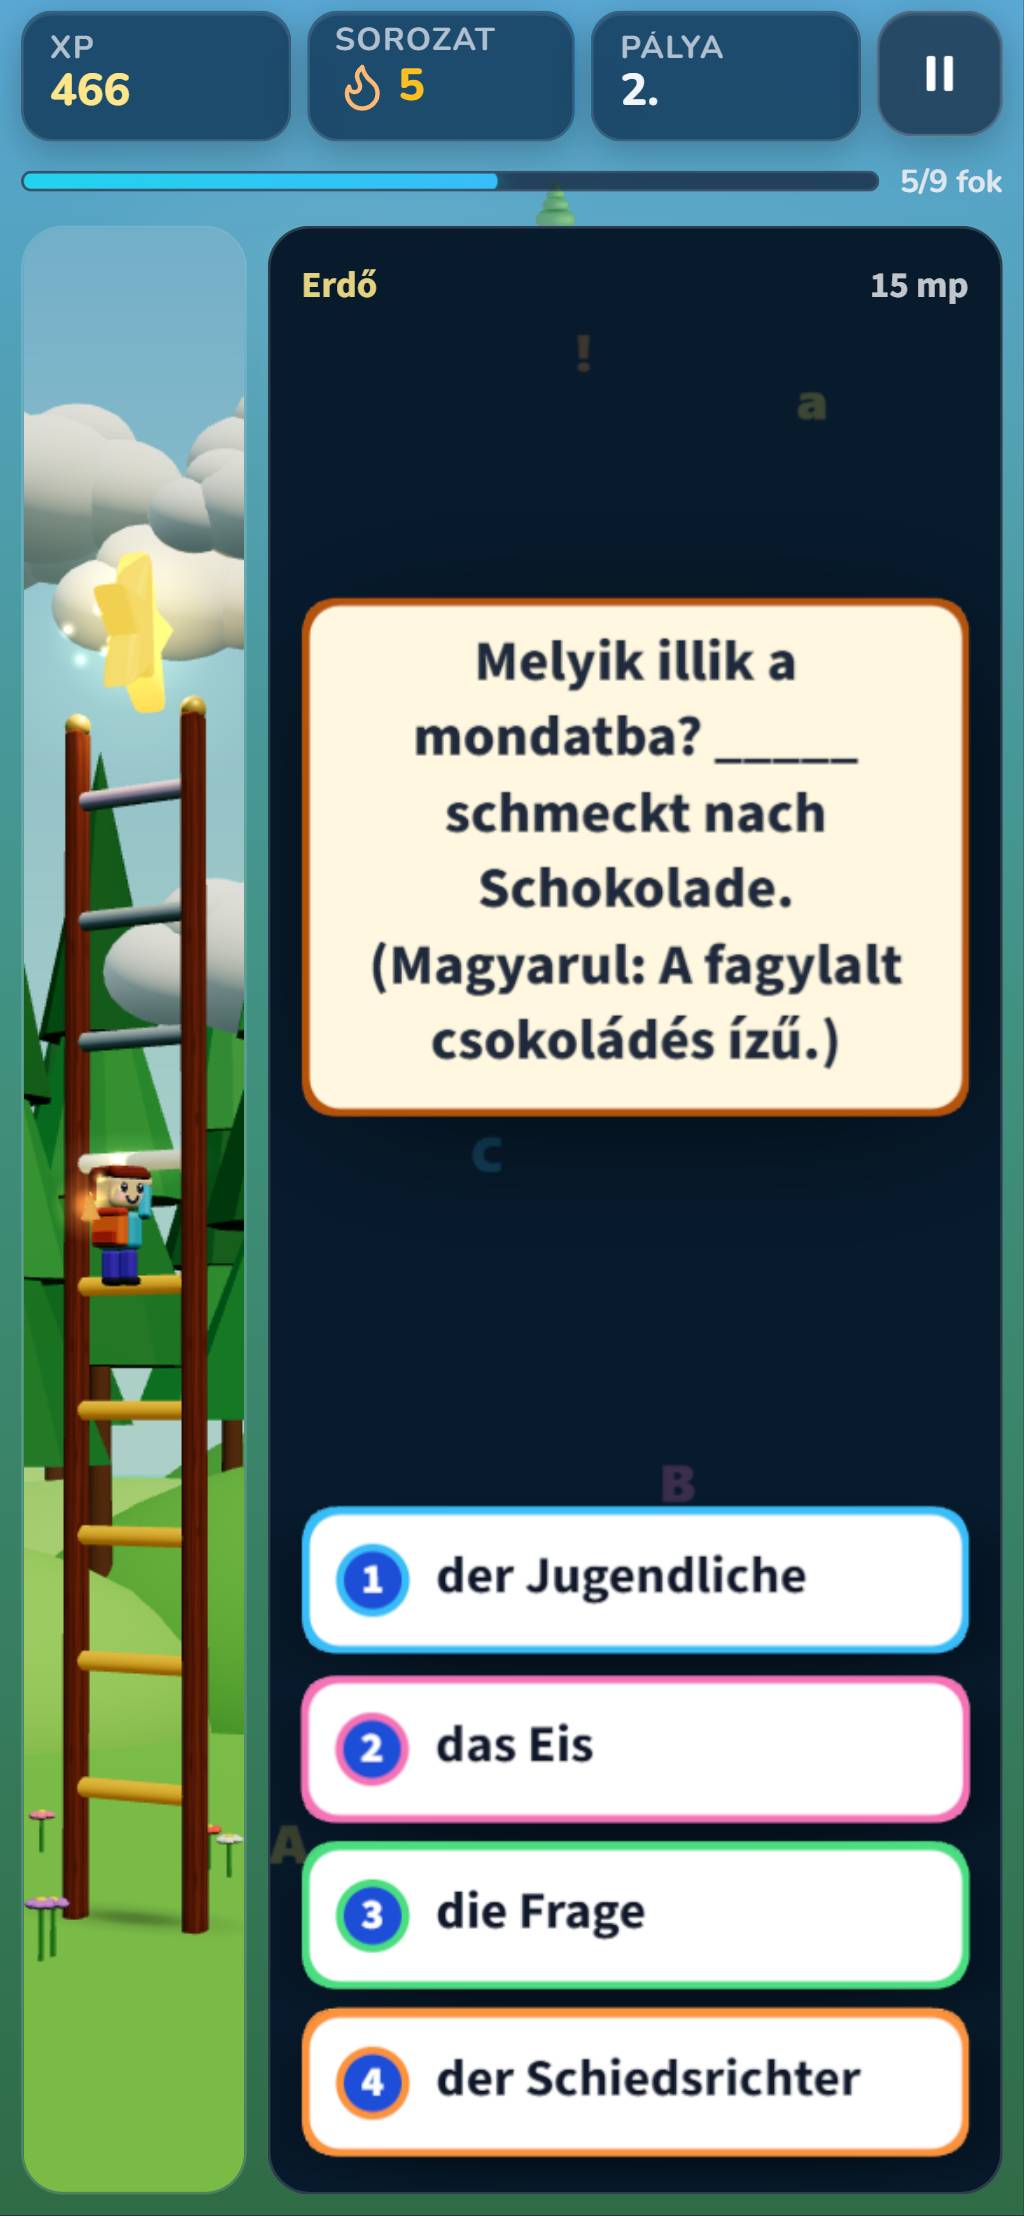 XP
466
SOROZAT
5
PÁLYA
2.
5/9 fok
Erdő
15 mp
!
a
Melyik illik a
mondatba? _____
schmeckt nach
Schokolade.
(Magyarul: A fagylalt
csokoládés ízű.)
C
B
1 der Jugendliche
2 das Eis
A
3 die Frage
4 der Schiedsrichter